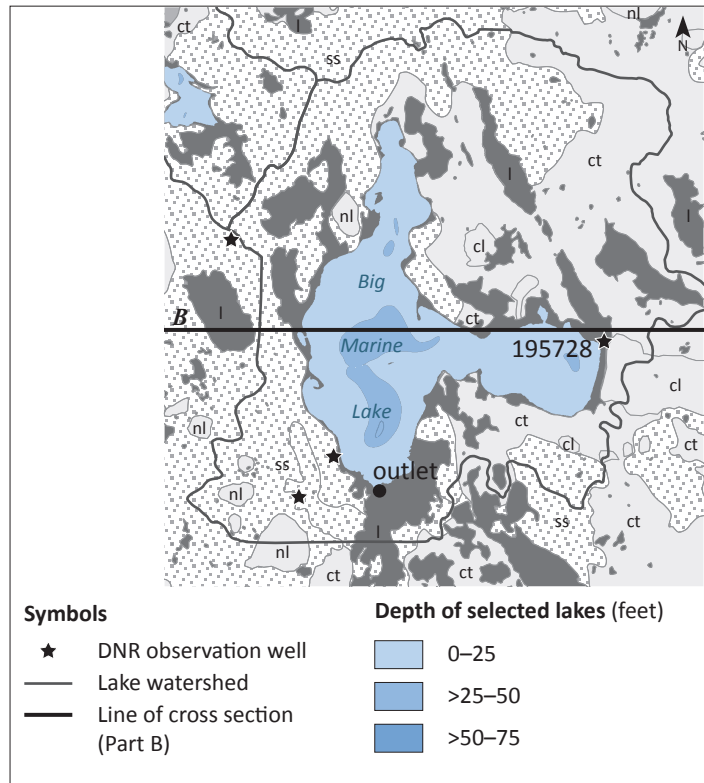 ct
l
nl
ss
N
ct
l
nl
cl
l
Big
l
B
ct
Marine
195728
cl
Lake
ct
nl
cl
ct
ss
outlet
nl
ss
ct
l
nl
ct
ct
Symbols
DNR observation well
Lake watershed
Line of cross section
(Part B)
Depth of selected lakes (feet)
0–25
>25–50
>50–75